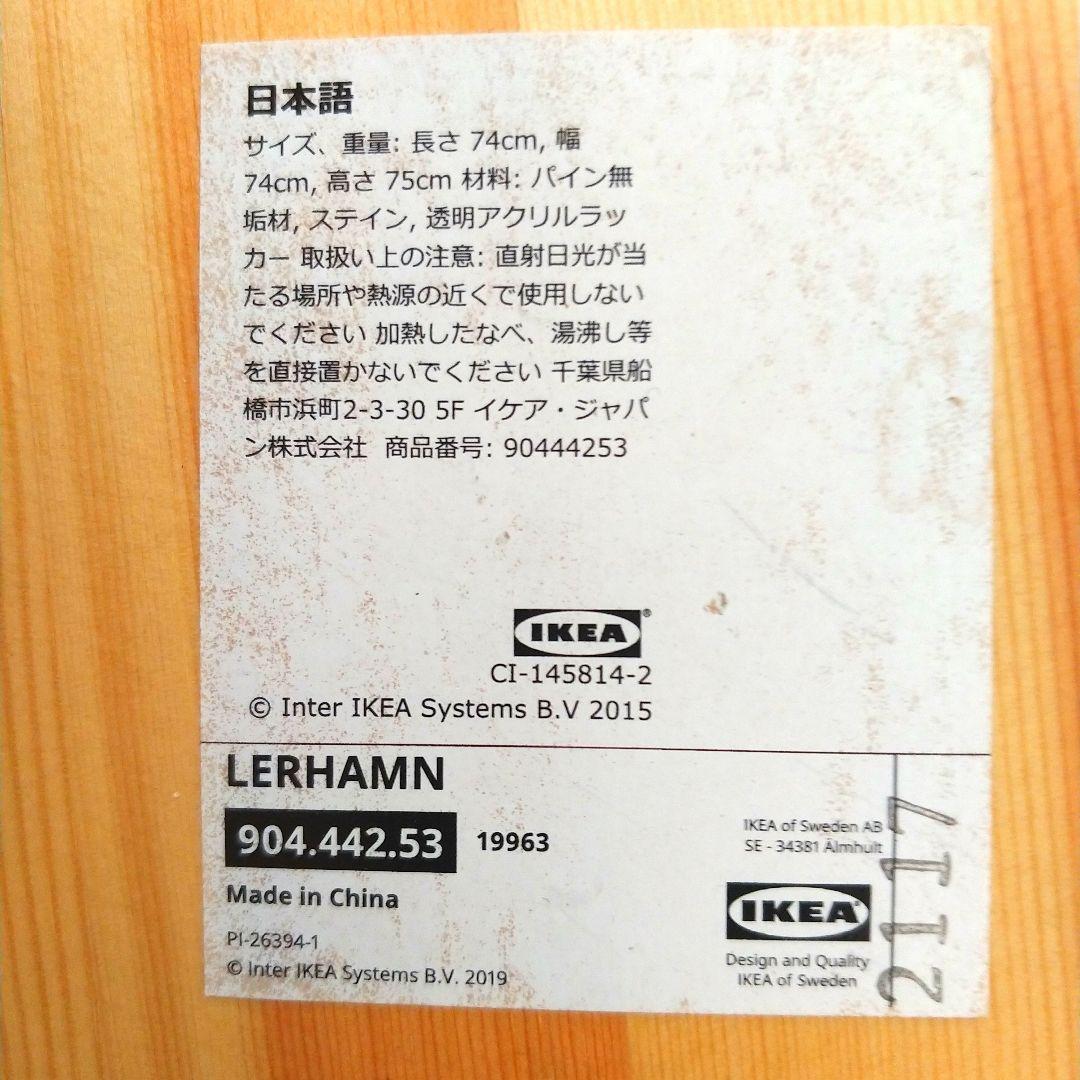 日本語
サイズ、重量: 長さ 74cm, 幅
74cm, 高さ 75cm 材料: パイン無
垢材, ステイン, 透明アクリルラッ
カー 取扱い上の注意: 直射日光が当
たる場所や熱源の近くで使用しない
でください 加熱したなべ、湯沸し等
を直接置かないでください 千葉県船
橋市浜町2-3-30 5F イケア・ジャパ
ン株式会社 商品番号: 90444253
IKEA®
CI-145814-2
© Inter IKEA Systems B.V 2015
LERHAMN
904.442.53 19963
Made in China
PI-26394-1
© Inter IKEA Systems B.V. 2019
IKEA of Sweden AB
SE - 34381 Älmhult
IKEA®
Design and Quality
IKEA of Sweden
2117